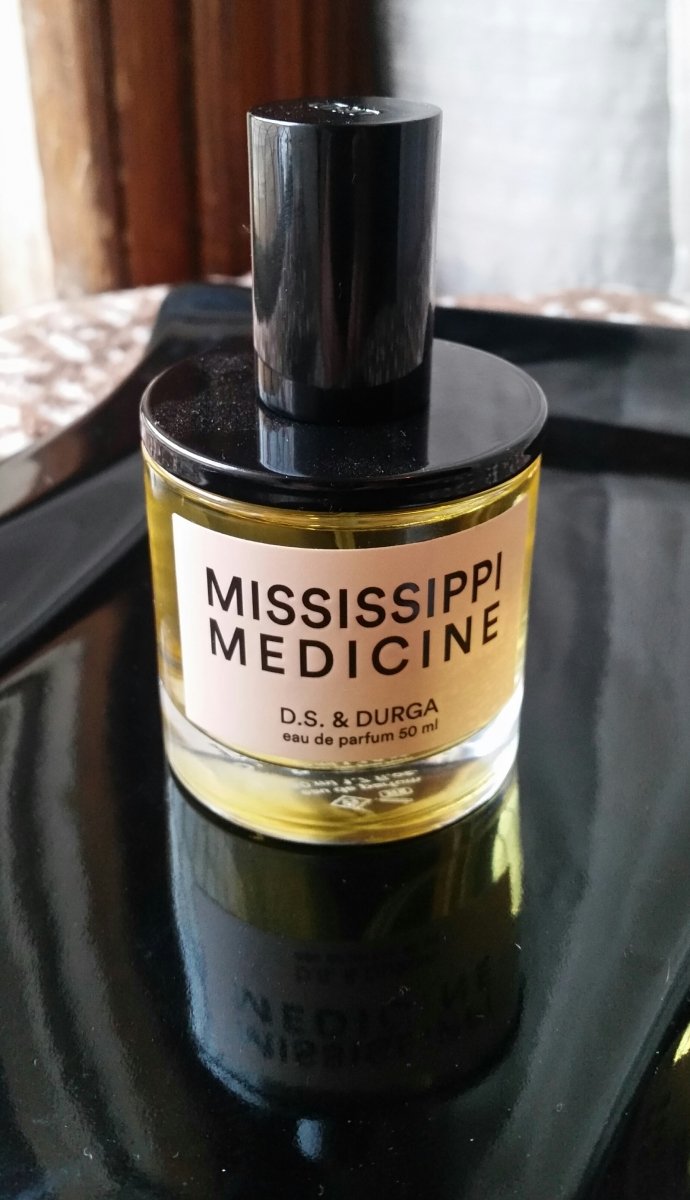 MISSISSIPPI
MEDICINE
D.S. & DURGA
eau de parfum 50 ml